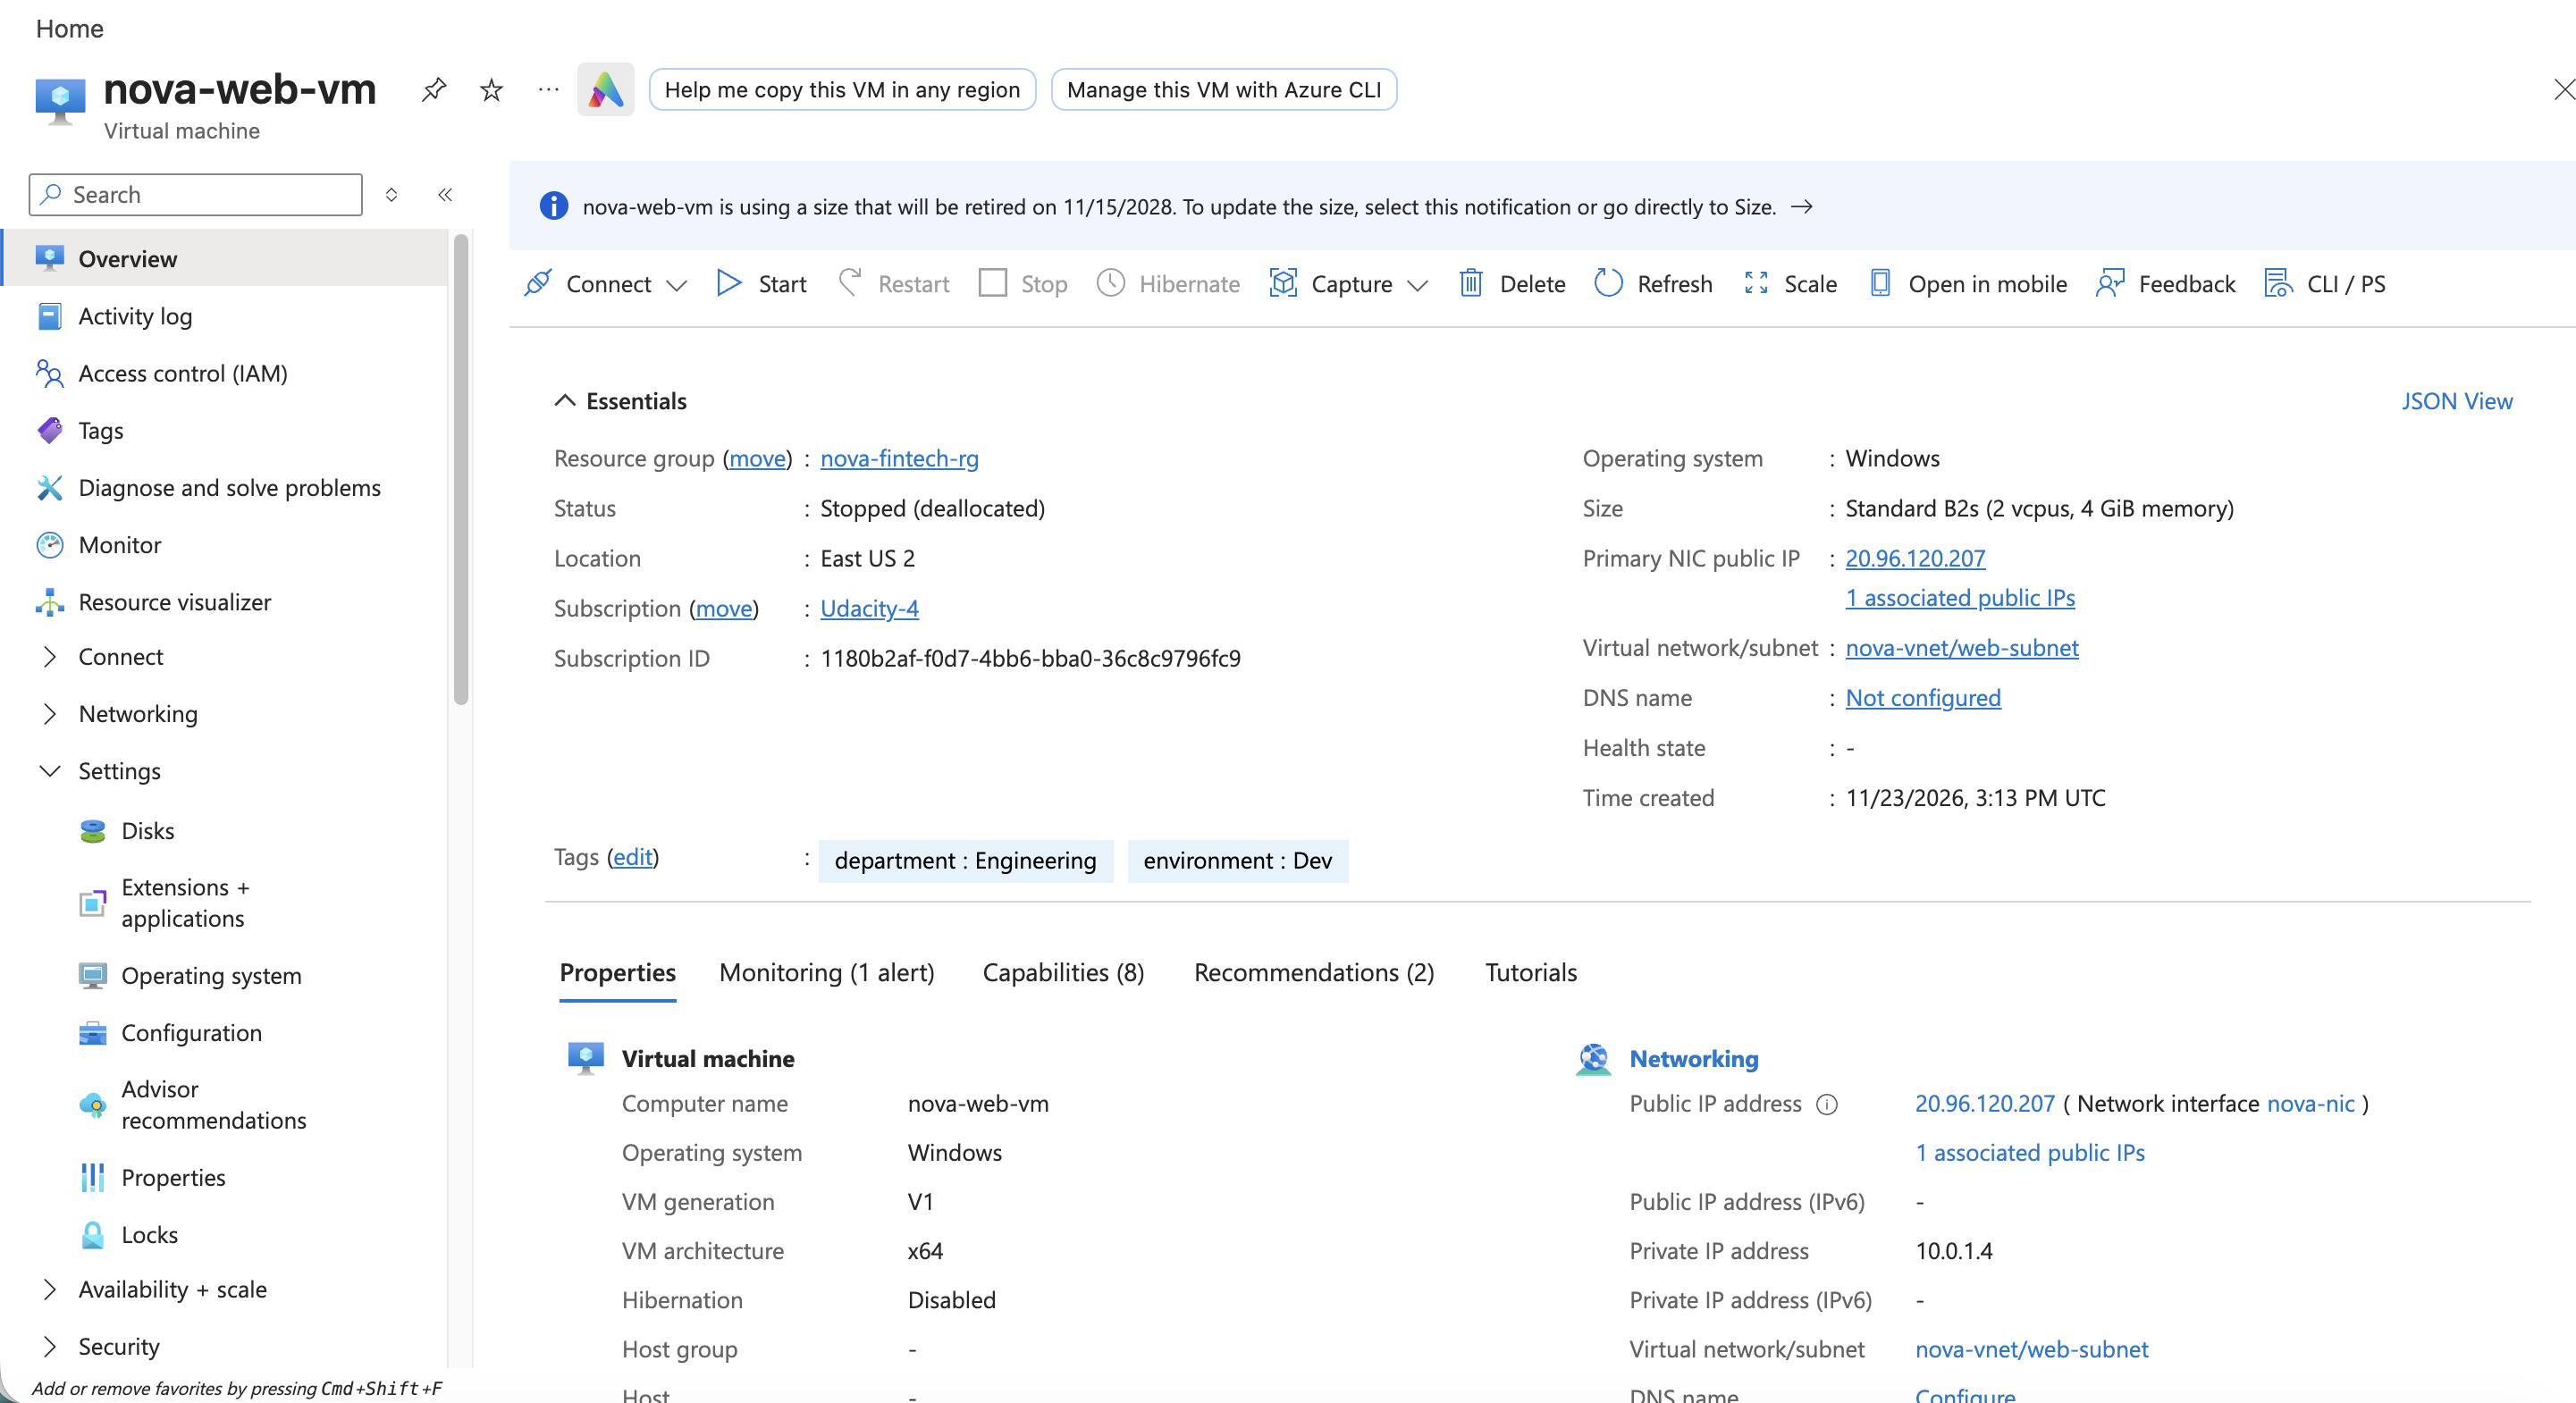 Home
nova-web-vm
Help me copy this VM in any region
Manage this VM with Azure CLI
Virtual machine
Search
Overview
Activity log
Access control (IAM)
Tags
Diagnose and solve problems
Monitor
Resource visualizer
Connect
Networking
Settings
Disks
Extensions +
applications
Operating system
Configuration
Advisor
recommendations
Properties
Locks
Availability + scale
Security
Add or remove favorites by pressing Cmd+Shift+F
nova-web-vm is using a size that will be retired on 11/15/2028. To update the size, select this notification or go directly to Size. →
Connect Start Restart Stop Hibernate Capture Delete Refresh Scale Open in mobile Feedback CLI / PS
Essentials
JSON View
Resource group (move) : nova-fintech-rg
Status : Stopped (deallocated)
Location : East US 2
Subscription (move) : Udacity-4
Subscription ID : 1180b2af-f0d7-4bb6-bba0-36c8c9796fc9
Operating system : Windows
Size : Standard B2s (2 vcpus, 4 GiB memory)
Primary NIC public IP : 20.96.120.207
1 associated public IPs
Virtual network/subnet : nova-vnet/web-subnet
DNS name : Not configured
Health state : -
Time created : 11/23/2026, 3:13 PM UTC
Tags (edit) : department : Engineering environment : Dev
Properties Monitoring (1 alert) Capabilities (8) Recommendations (2) Tutorials
Virtual machine
Computer name nova-web-vm
Operating system Windows
VM generation V1
VM architecture x64
Hibernation Disabled
Host group -
Host -
Networking
Public IP address 20.96.120.207 ( Network interface nova-nic )
1 associated public IPs
Public IP address (IPv6) -
Private IP address 10.0.1.4
Private IP address (IPv6) -
Virtual network/subnet nova-vnet/web-subnet
DNS name Configure